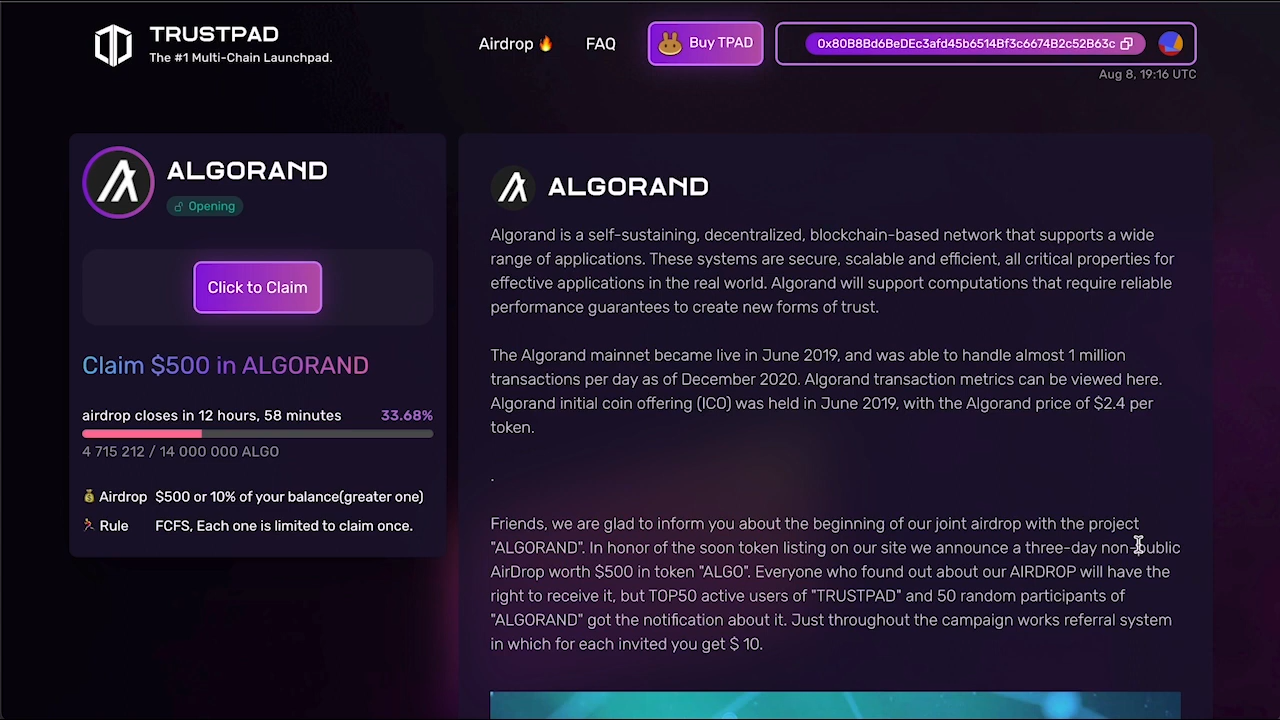 TRUSTPAD
The #1 Multi-Chain Launchpad.
Airdrop 🔥 FAQ Buy TPAD 0x80B8Bd6BeDEc3afd45b6514Bf3c6674B2c52B63c
Aug 8, 19:16 UTC
ALGORAND
Opening
Click to Claim
Claim $500 in ALGORAND
airdrop closes in 12 hours, 58 minutes 33.68%
4 715 212 / 14 000 000 ALGO
💰 Airdrop $500 or 10% of your balance(greater one)
Rule FCFS, Each one is limited to claim once.
ALGORAND
Algorand is a self-sustaining, decentralized, blockchain-based network that supports a wide
range of applications. These systems are secure, scalable and efficient, all critical properties for
effective applications in the real world. Algorand will support computations that require reliable
performance guarantees to create new forms of trust.
The Algorand mainnet became live in June 2019, and was able to handle almost 1 million
transactions per day as of December 2020. Algorand transaction metrics can be viewed here.
Algorand initial coin offering (ICO) was held in June 2019, with the Algorand price of $2.4 per
token.
.
Friends, we are glad to inform you about the beginning of our joint airdrop with the project
"ALGORAND". In honor of the soon token listing on our site we announce a three-day non-public
AirDrop worth $500 in token "ALGO". Everyone who found out about our AIRDROP will have the
right to receive it, but TOP50 active users of "TRUSTPAD" and 50 random participants of
"ALGORAND" got the notification about it. Just throughout the campaign works referral system
in which for each invited you get $ 10.